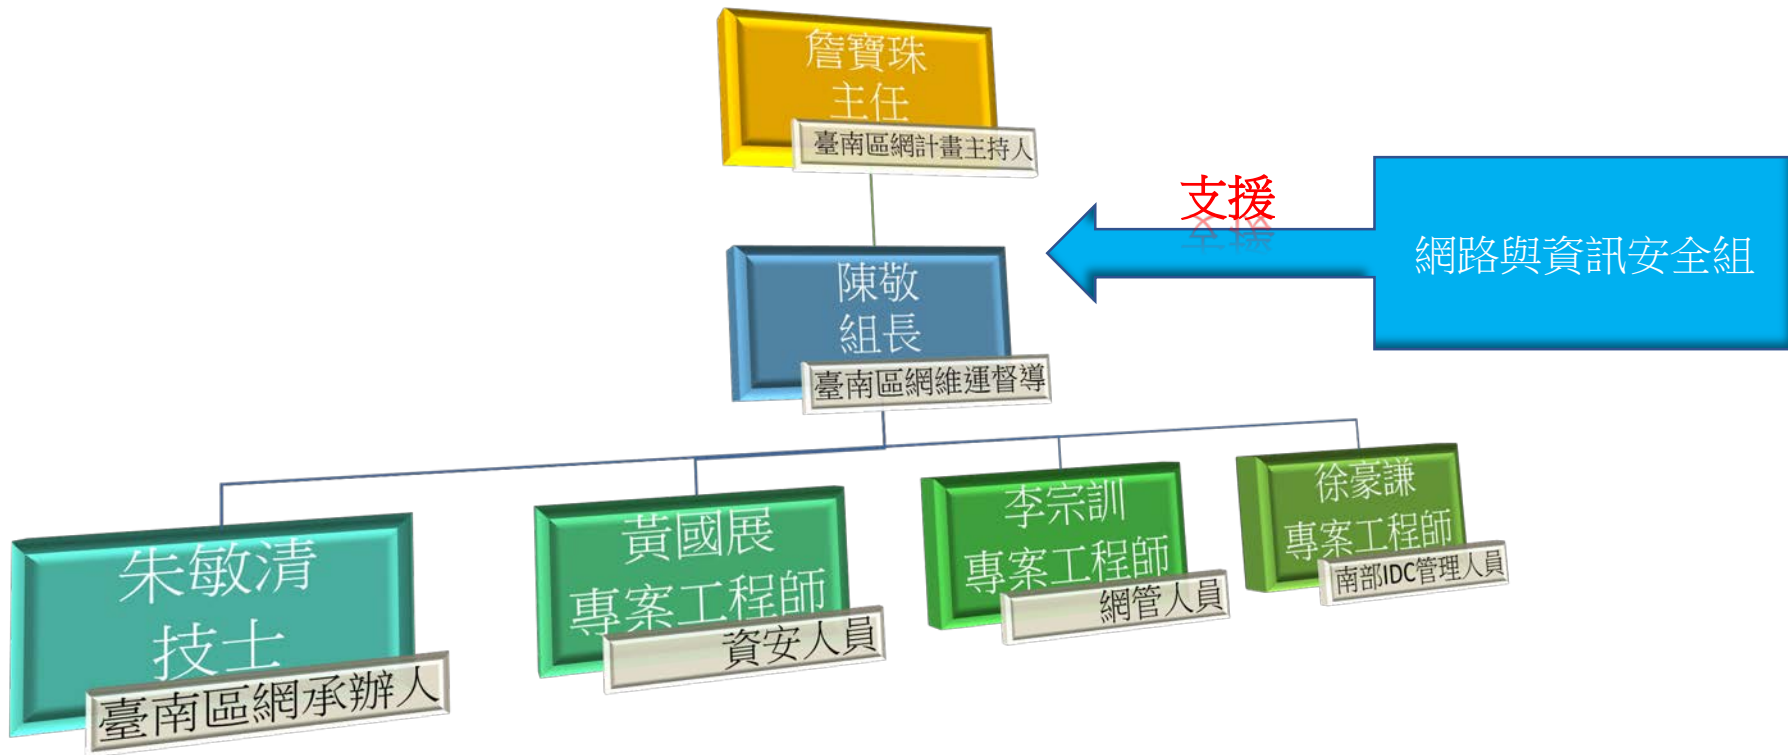 詹寶珠
主任
臺南區網計畫主持人
支援
網路與資訊安全組
陳敬
組長
臺南區網維運督導
朱敏清
技士
臺南區網承辦人
黃國展
專案工程師
資安人員
李宗訓
專案工程師
網管人員
徐豪謙
專案工程師
南部IDC管理人員